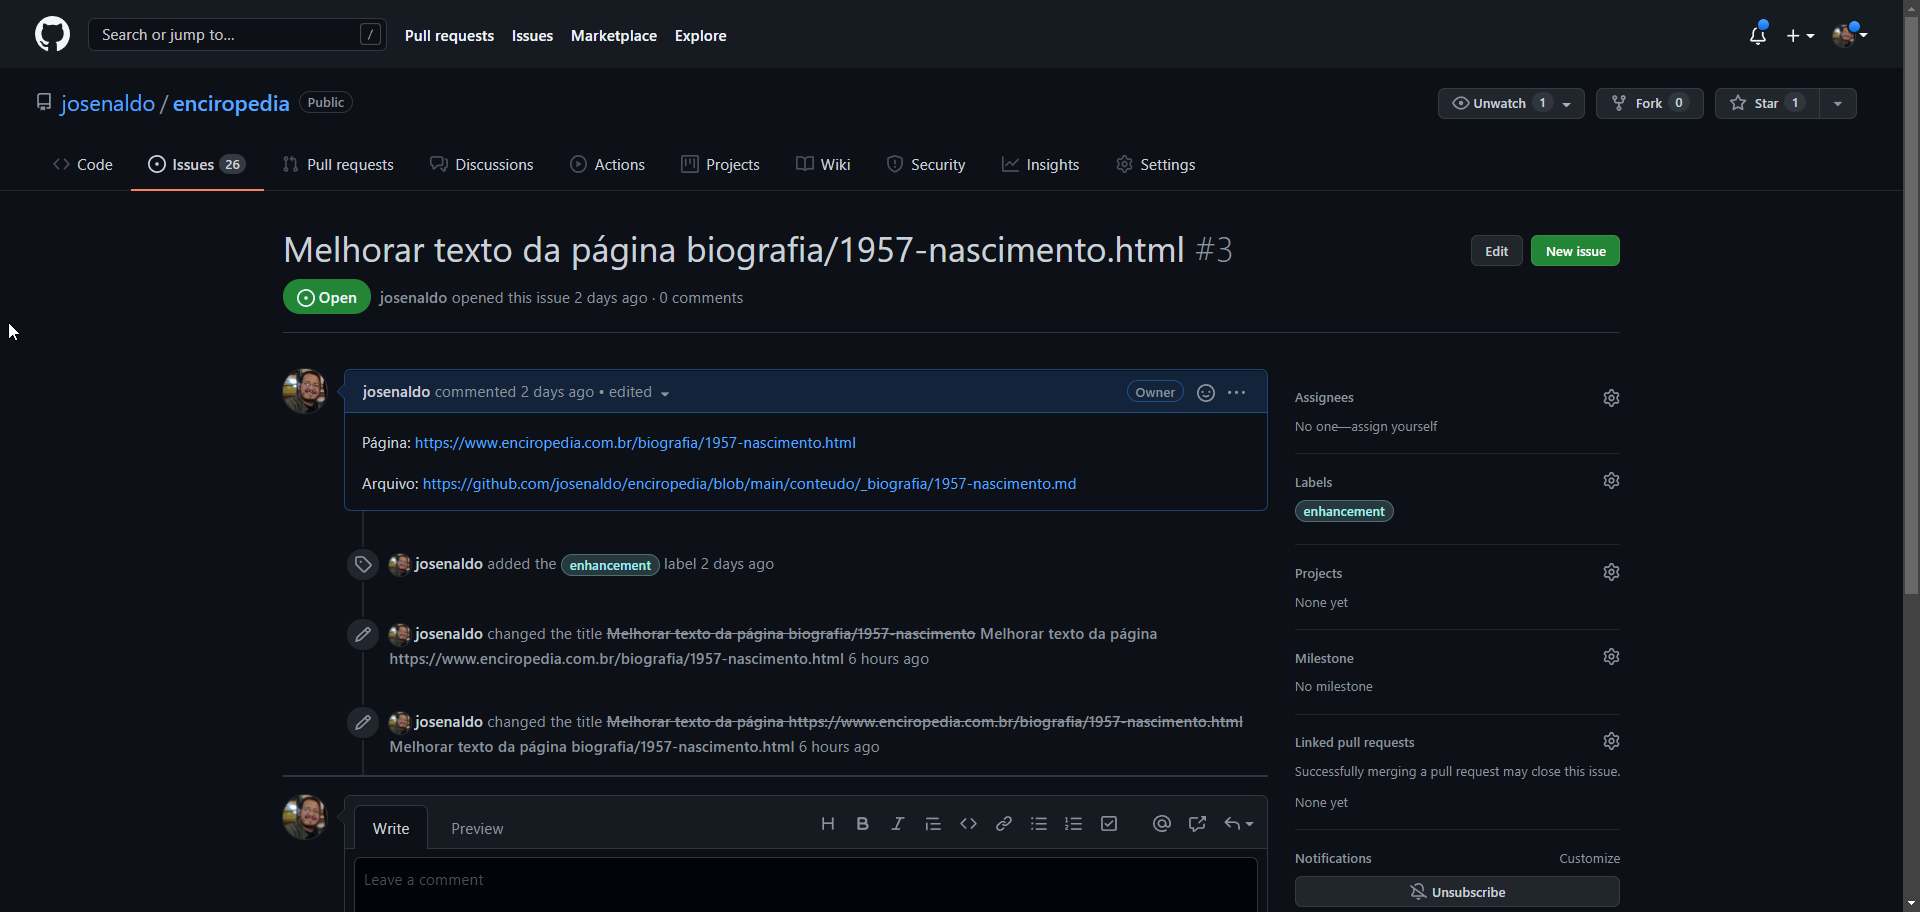 Search or jump to... /
Pull requests Issues Marketplace Explore
josenaldo / enciropedia Public
Unwatch 1 Fork 0 Star 1
Code Issues 26 Pull requests Discussions Actions Projects Wiki Security Insights Settings
Melhorar texto da página biografia/1957-nascimento.html #3
Edit New issue
Open josenaldo opened this issue 2 days ago · 0 comments
josenaldo commented 2 days ago • edited Owner
Página: https://www.enciropedia.com.br/biografia/1957-nascimento.html
Arquivo: https://github.com/josenaldo/enciropedia/blob/main/conteudo/_biografia/1957-nascimento.md
josenaldo added the enhancement label 2 days ago
josenaldo changed the title Melhorar texto da página biografia/1957-nascimento Melhorar texto da página
https://www.enciropedia.com.br/biografia/1957-nascimento.html 6 hours ago
josenaldo changed the title Melhorar texto da página https://www.enciropedia.com.br/biografia/1957-nascimento.html
Melhorar texto da página biografia/1957-nascimento.html 6 hours ago
Write Preview
Leave a comment
Assignees
No one—assign yourself
Labels
enhancement
Projects
None yet
Milestone
No milestone
Linked pull requests
Successfully merging a pull request may close this issue.
None yet
Notifications Customize
Unsubscribe